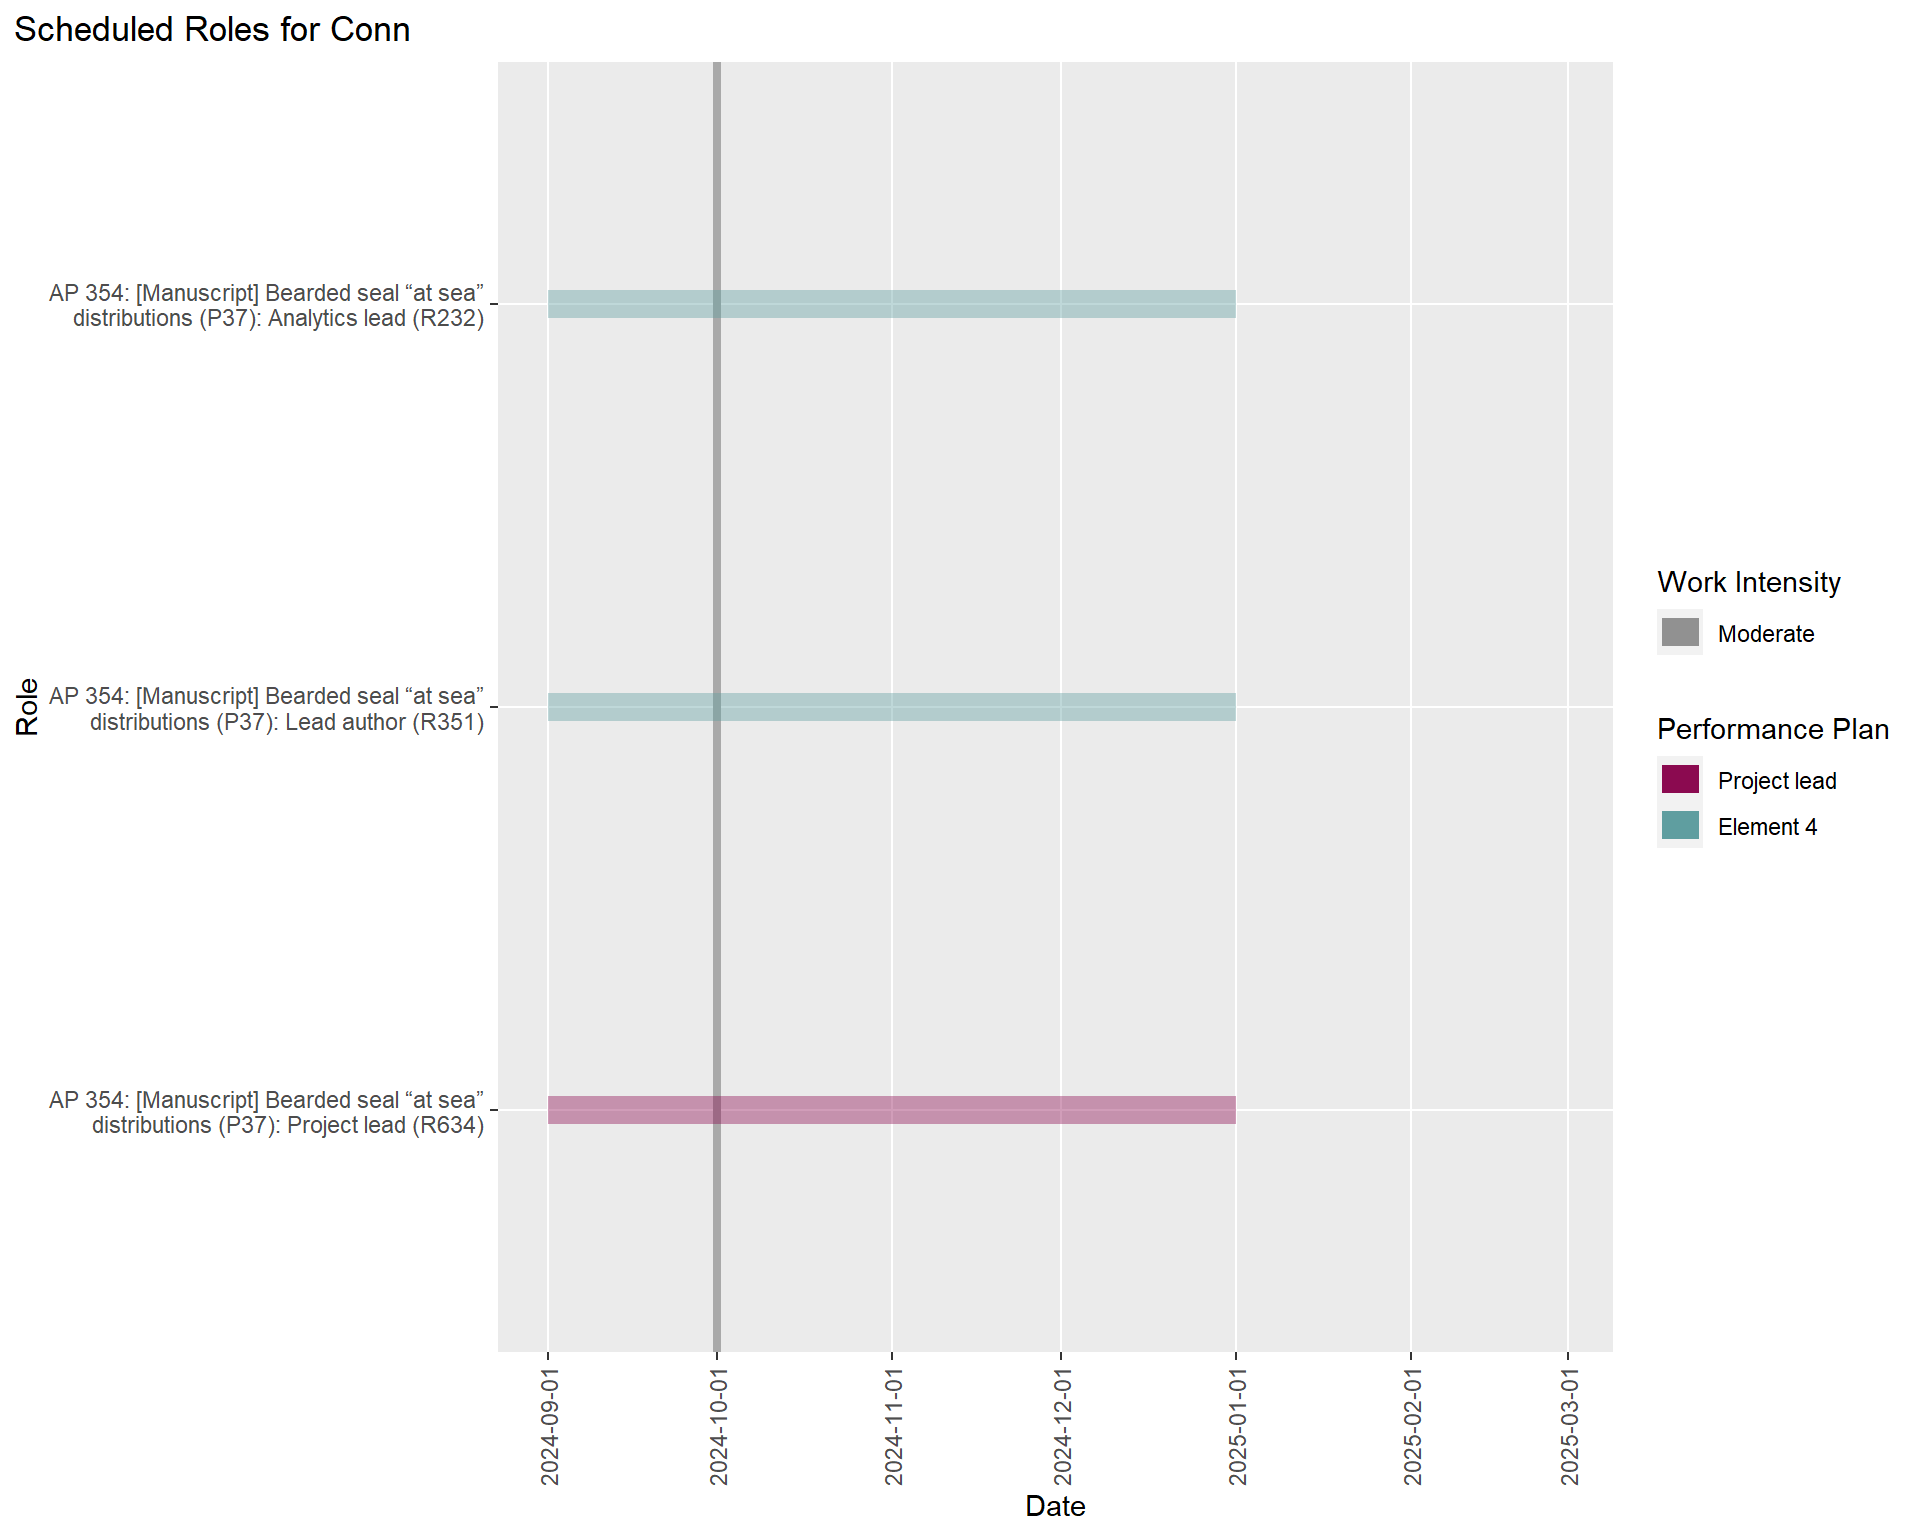 Scheduled Roles for Conn
AP 354: [Manuscript] Bearded seal “at sea”
distributions (P37): Analytics lead (R232)
AP 354: [Manuscript] Bearded seal “at sea”
distributions (P37): Lead author (R351)
AP 354: [Manuscript] Bearded seal “at sea”
distributions (P37): Project lead (R634)
Role
2024-09-01
2024-10-01
2024-11-01
2024-12-01
2025-01-01
2025-02-01
2025-03-01
Date
Work Intensity
Moderate
Performance Plan
Project lead
Element 4